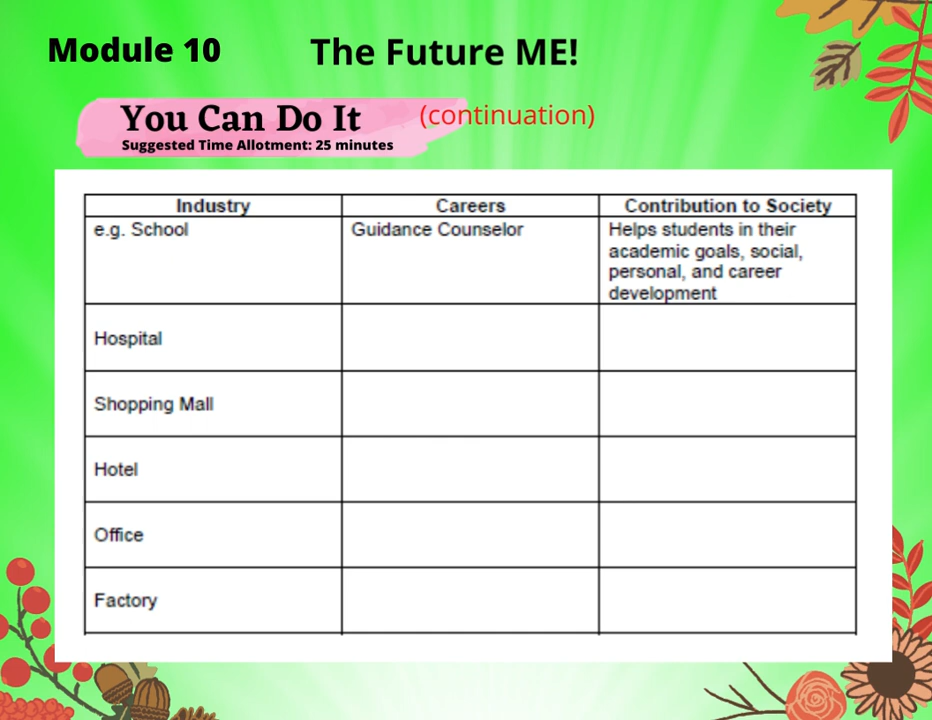 Module 10
The Future ME!
You Can Do It
(continuation)
Suggested Time Allotment: 25 minutes
Industry Careers Contribution to Society
e.g. School Guidance Counselor Helps students in their
academic goals, social,
personal, and career
development
Hospital
Shopping Mall
Hotel
Office
Factory